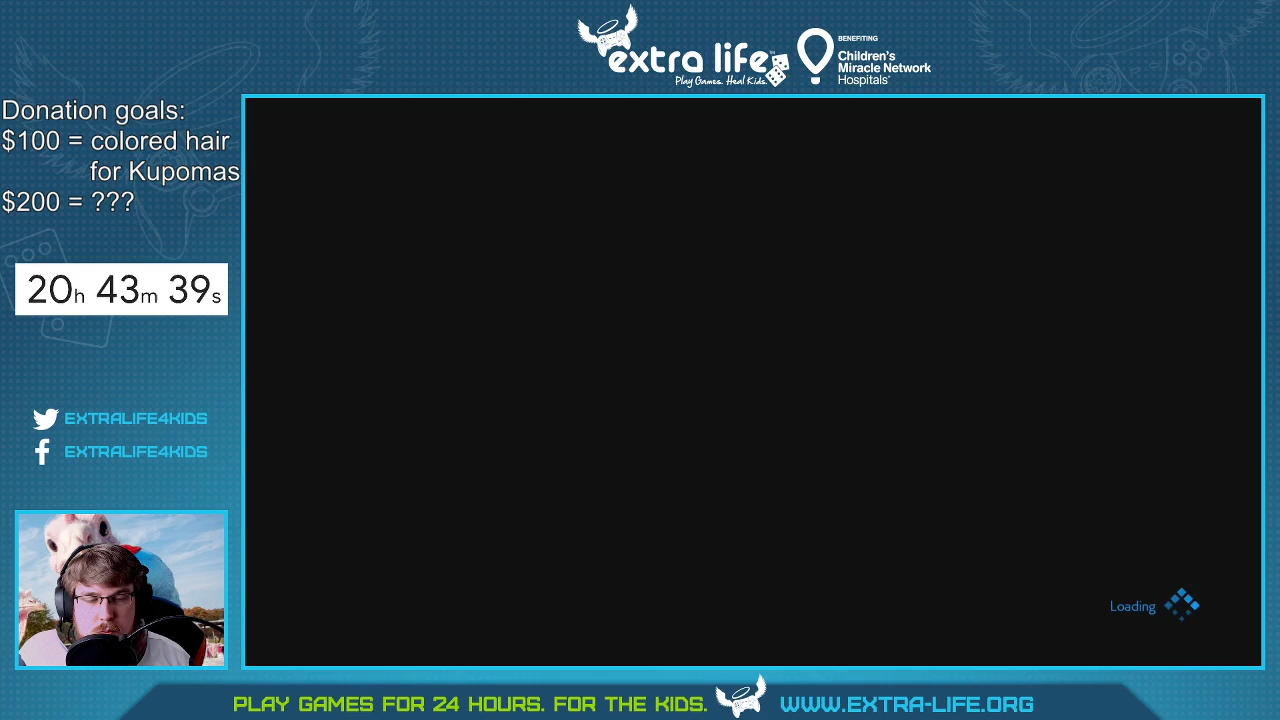 extra life™
Play Games. Heal Kids.
BENEFITING
Children's
Miracle Network
Hospitals®
Donation goals:
$100 = colored hair
for Kupomas
$200 = ???
20h 43m 39s
EXTRALIFE4KIDS
EXTRALIFE4KIDS
Loading
PLAY GAMES FOR 24 HOURS. FOR THE KIDS. WWW.EXTRA-LIFE.ORG